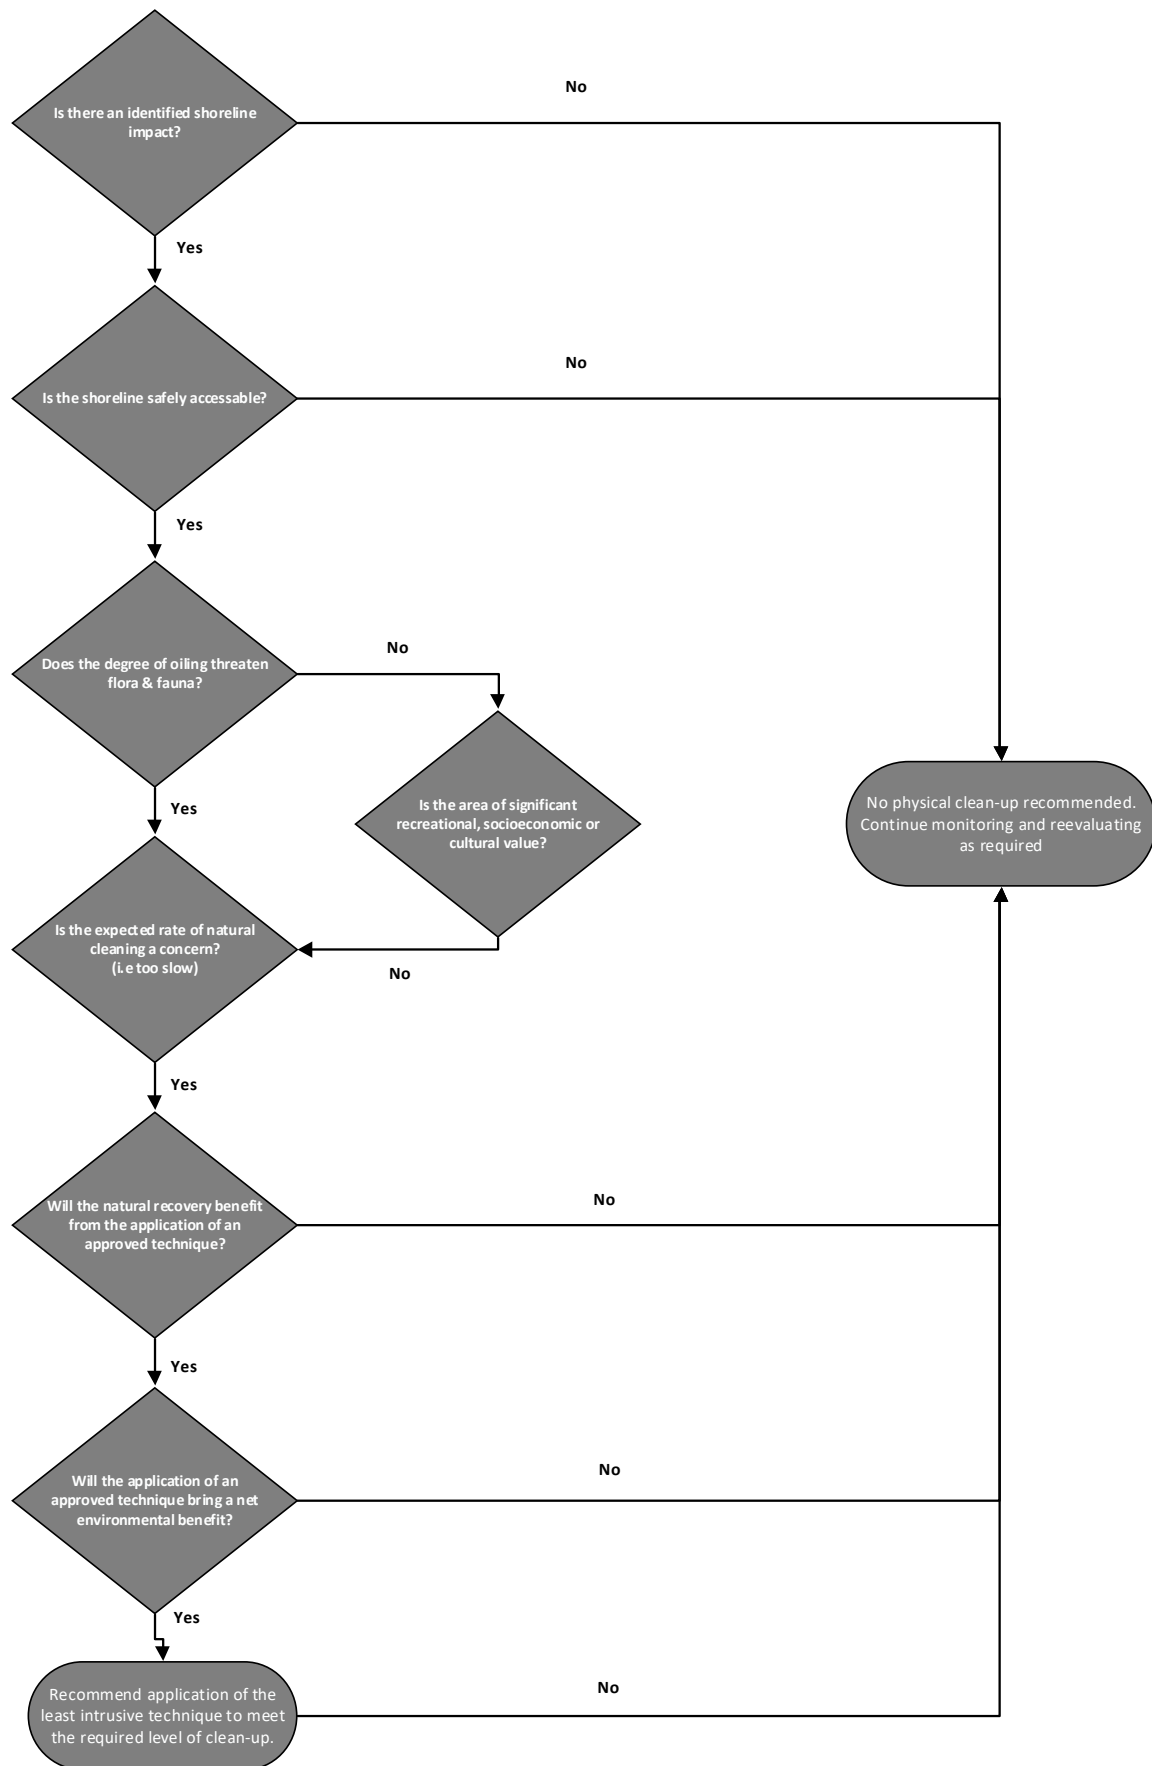 No
Is there an identified shoreline
impact?
Yes
No
Is the shoreline safely accessable?
Yes
No
Does the degree of oiling threaten
flora & fauna?
Yes
Is the area of significant
recreational, socioeconomic or
cultural value?
No physical clean-up recommended.
Continue monitoring and reevaluating
as required
Is the expected rate of natural
cleaning a concern?
(i.e too slow)
No
Yes
No
Will the natural recovery benefit
from the application of an
approved technique?
Yes
No
Will the application of an
approved technique bring a net
environmental benefit?
Yes
No
Recommend application of the
least intrusive technique to meet
the required level of clean-up.